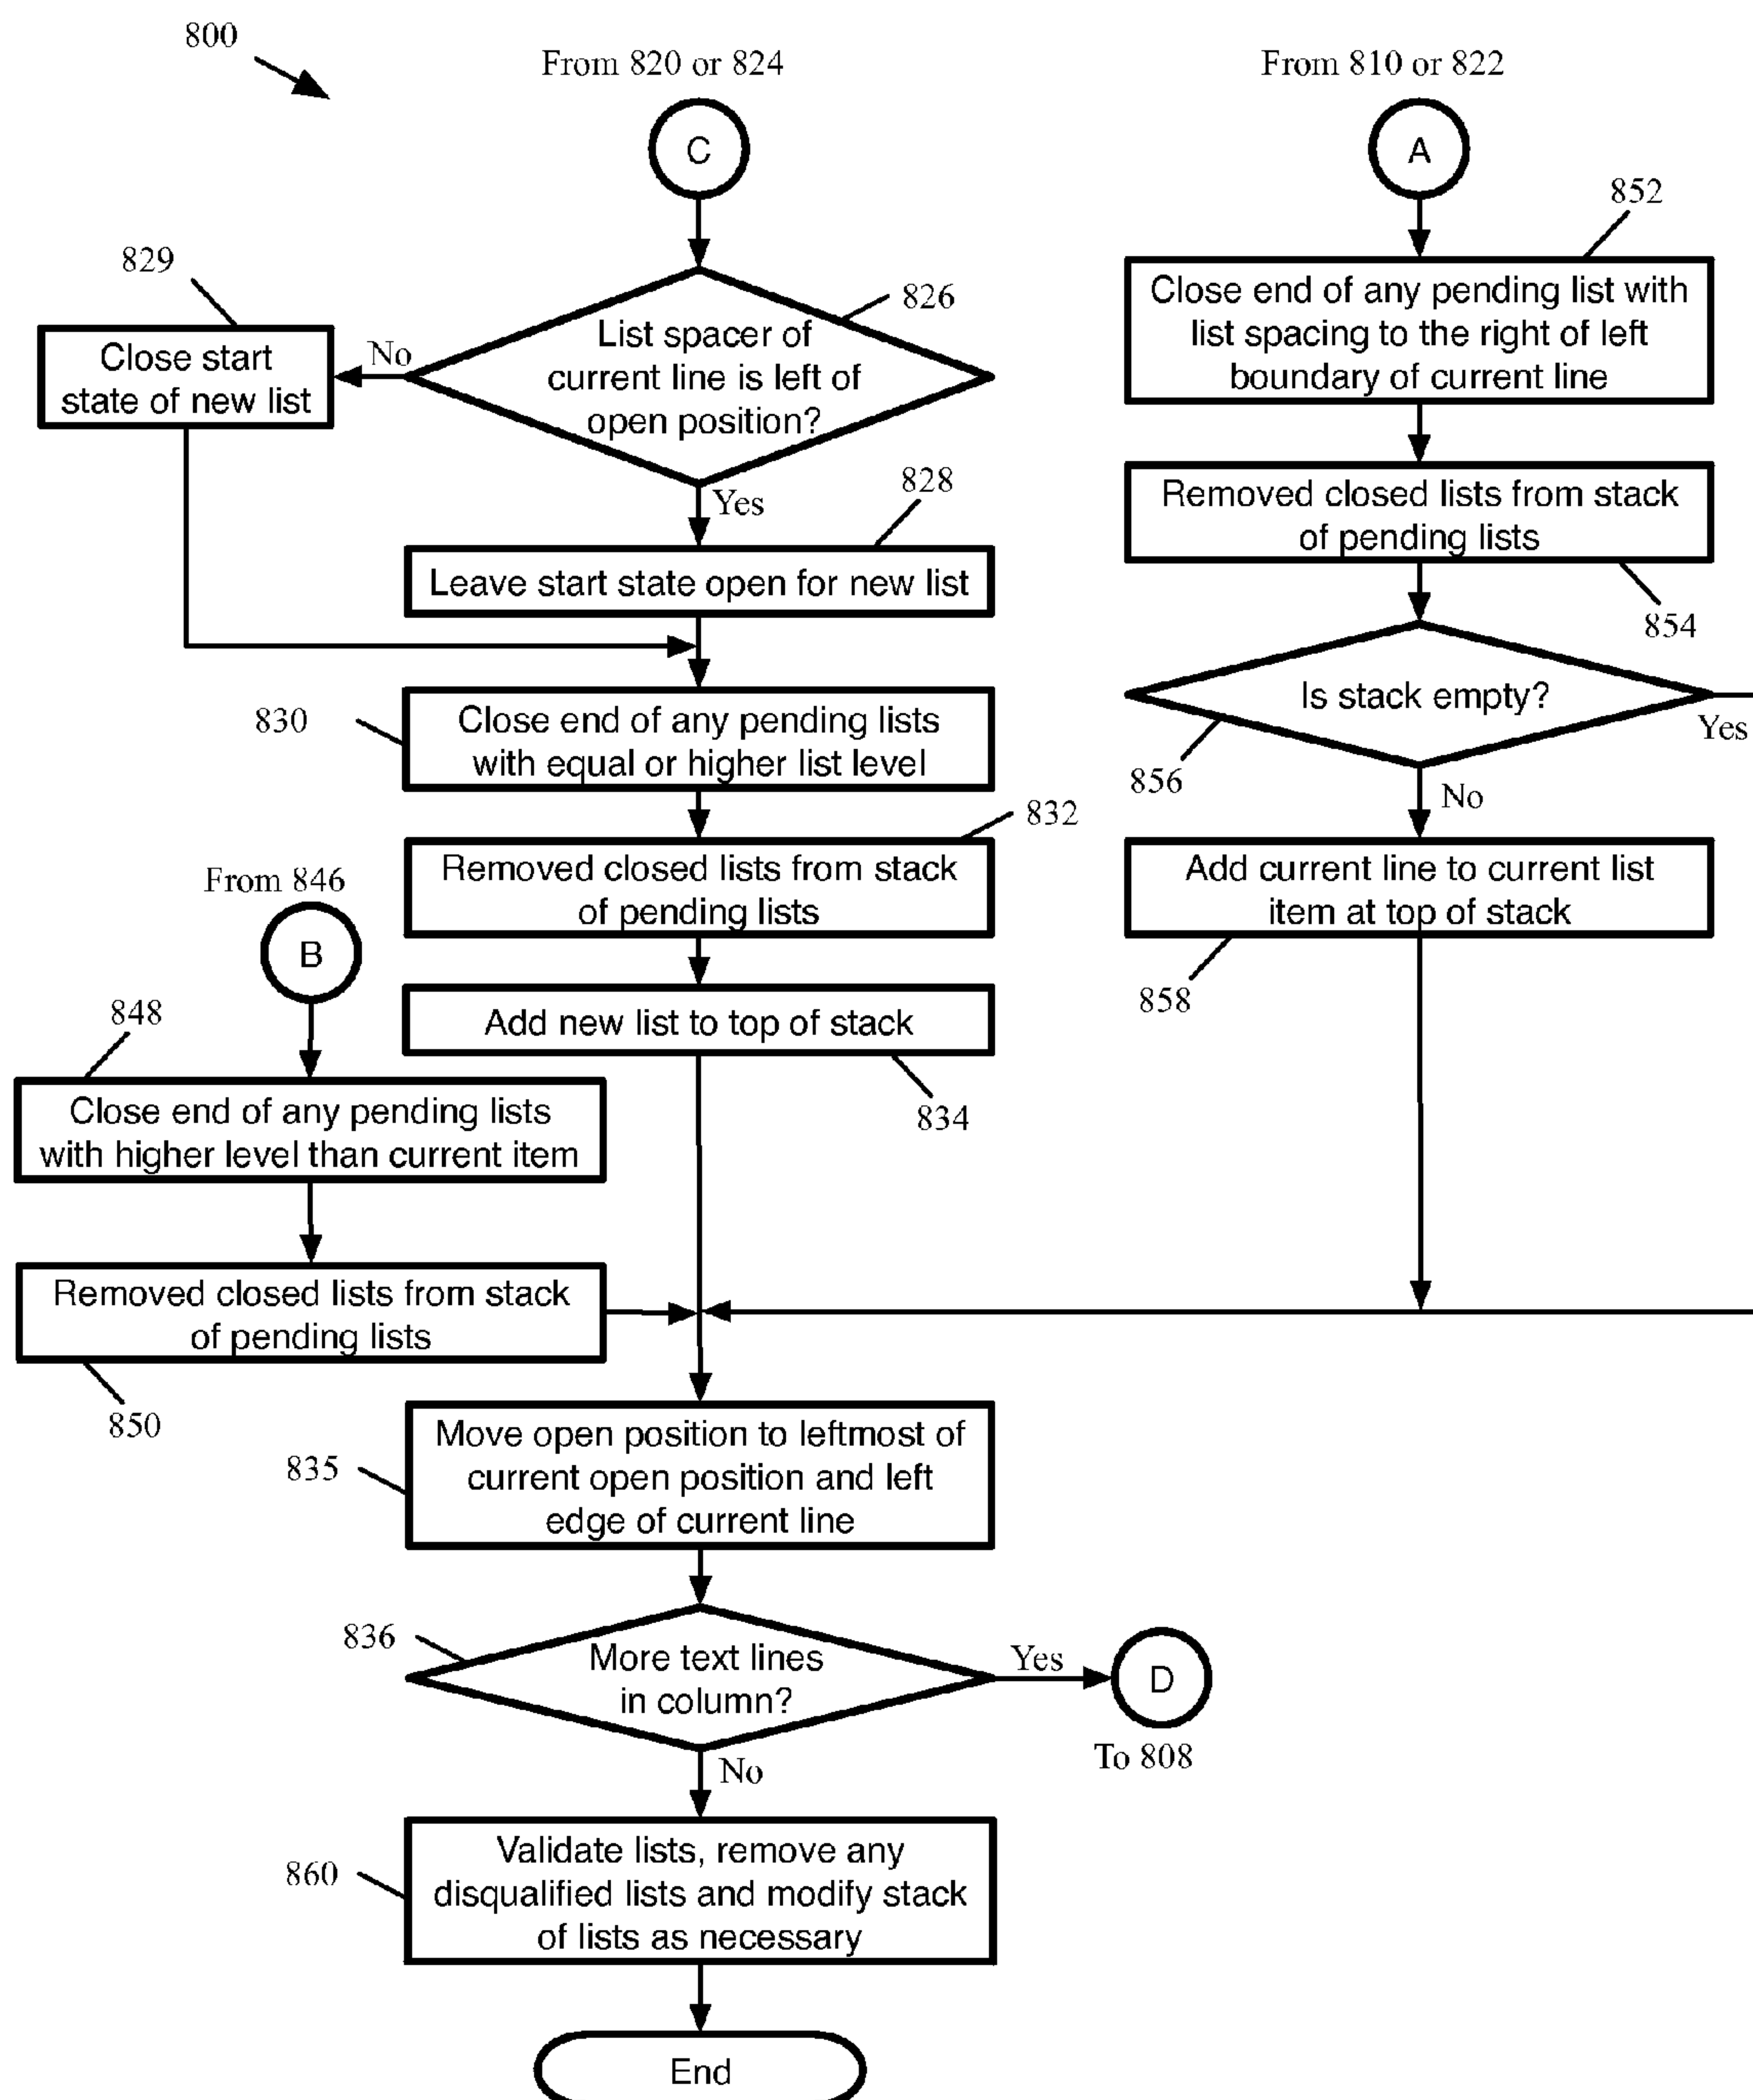 800
From 820 or 824
C
826
List spacer of
current line is left of
open position?
No
829
Close start
state of new list
Yes
828
Leave start state open for new list
830
Close end of any pending lists
with equal or higher list level
832
Removed closed lists from stack
of pending lists
Add new list to top of stack
834
From 846
B
848
Close end of any pending lists
with higher level than current item
Removed closed lists from stack
of pending lists
850
From 810 or 822
A
852
Close end of any pending list with
list spacing to the right of left
boundary of current line
Removed closed lists from stack
of pending lists
854
Is stack empty?
Yes
856
No
Add current line to current list
item at top of stack
858
835
Move open position to leftmost of
current open position and left
edge of current line
836
More text lines
in column?
Yes
D
To 808
No
860
Validate lists, remove any
disqualified lists and modify stack
of lists as necessary
End